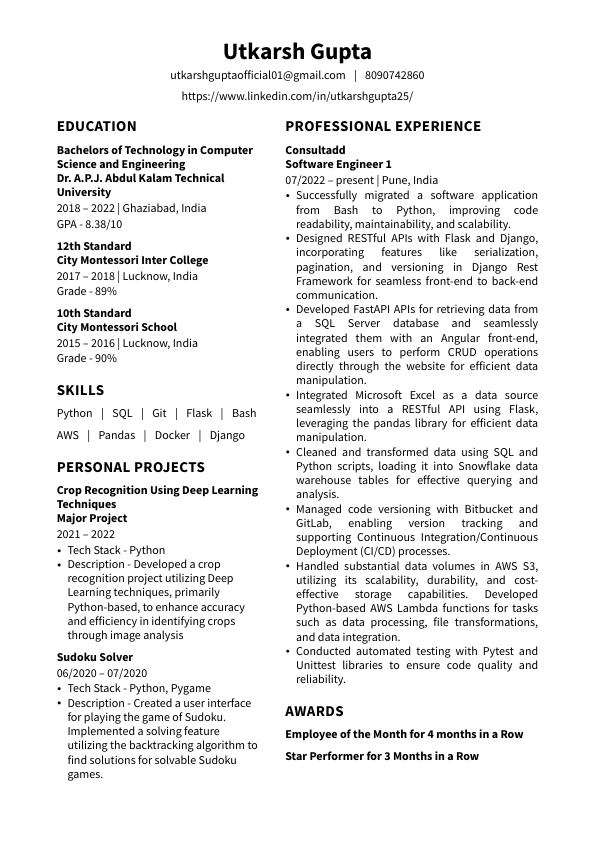 Utkarsh Gupta
utkarshguptaofficial01@gmail.com | 8090742860
https://www.linkedin.com/in/utkarshgupta25/
EDUCATION
Bachelors of Technology in Computer
Science and Engineering
Dr. A.P.J. Abdul Kalam Technical
University
2018 – 2022 | Ghaziabad, India
GPA - 8.38/10
12th Standard
City Montessori Inter College
2017 – 2018 | Lucknow, India
Grade - 89%
10th Standard
City Montessori School
2015 – 2016 | Lucknow, India
Grade - 90%
SKILLS
Python | SQL | Git | Flask | Bash
AWS | Pandas | Docker | Django
PERSONAL PROJECTS
Crop Recognition Using Deep Learning
Techniques
Major Project
2021 – 2022
• Tech Stack - Python
• Description - Developed a crop
recognition project utilizing Deep
Learning techniques, primarily
Python-based, to enhance accuracy
and efficiency in identifying crops
through image analysis
Sudoku Solver
06/2020 – 07/2020
• Tech Stack - Python, Pygame
• Description - Created a user interface
for playing the game of Sudoku.
Implemented a solving feature
utilizing the backtracking algorithm to
find solutions for solvable Sudoku
games.
PROFESSIONAL EXPERIENCE
Consultadd
Software Engineer 1
07/2022 – present | Pune, India
• Successfully migrated a software application
from Bash to Python, improving code
readability, maintainability, and scalability.
• Designed RESTful APIs with Flask and Django,
incorporating features like serialization,
pagination, and versioning in Django Rest
Framework for seamless front-end to back-end
communication.
• Developed FastAPI APIs for retrieving data from
a SQL Server database and seamlessly
integrated them with an Angular front-end,
enabling users to perform CRUD operations
directly through the website for efficient data
manipulation.
• Integrated Microsoft Excel as a data source
seamlessly into a RESTful API using Flask,
leveraging the pandas library for efficient data
manipulation.
• Cleaned and transformed data using SQL and
Python scripts, loading it into Snowflake data
warehouse tables for effective querying and
analysis.
• Managed code versioning with Bitbucket and
GitLab, enabling version tracking and
supporting Continuous Integration/Continuous
Deployment (CI/CD) processes.
• Handled substantial data volumes in AWS S3,
utilizing its scalability, durability, and cost-
effective storage capabilities. Developed
Python-based AWS Lambda functions for tasks
such as data processing, file transformations,
and data integration.
• Conducted automated testing with Pytest and
Unittest libraries to ensure code quality and
reliability.
AWARDS
Employee of the Month for 4 months in a Row
Star Performer for 3 Months in a Row